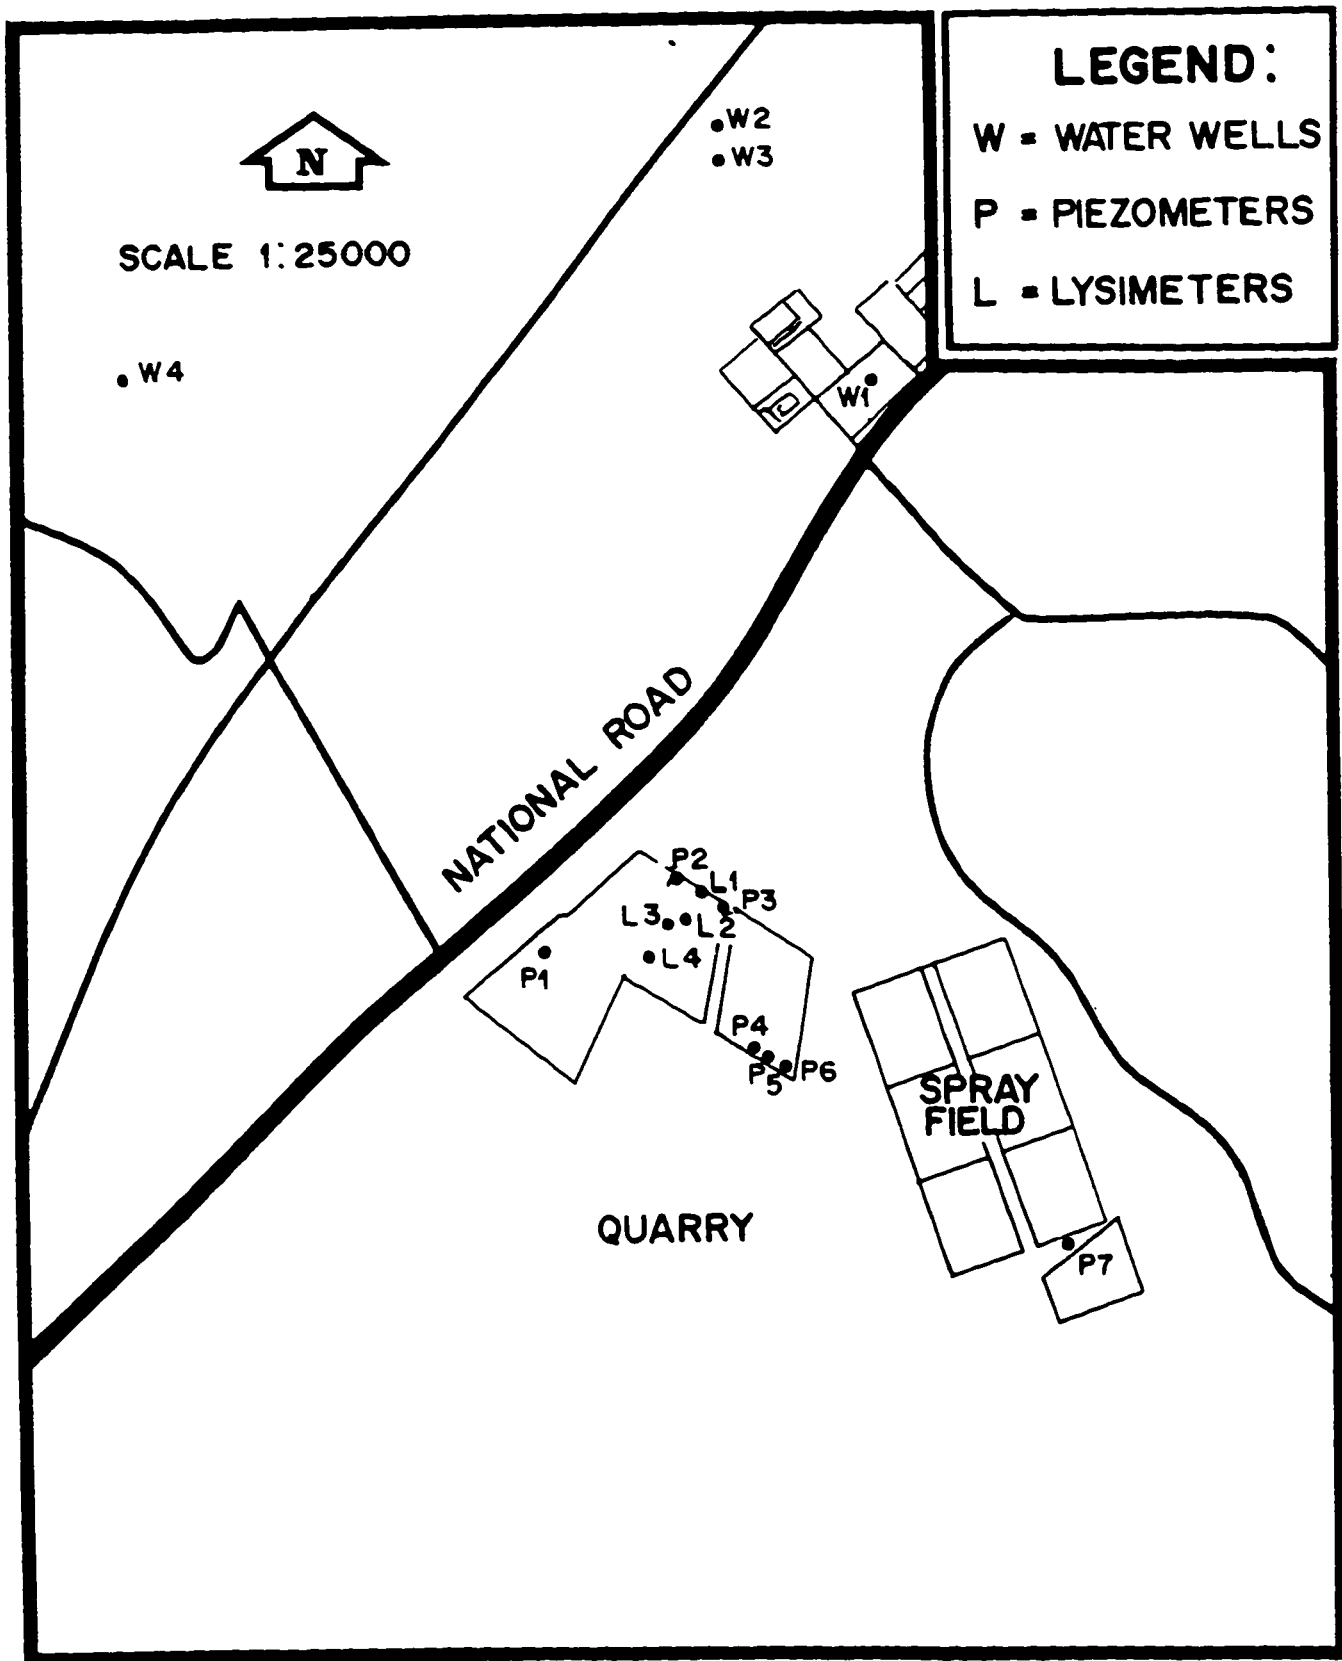 LEGEND:
W = WATER WELLS
P = PIEZOMETERS
L = LYSIMETERS
N
SCALE 1:25000
W2
W3
W4
W1
NATIONAL ROAD
P2
L1
P3
L3
L2
L4
P1
P4
P5
P6
SPRAY
FIELD
QUARRY
P7